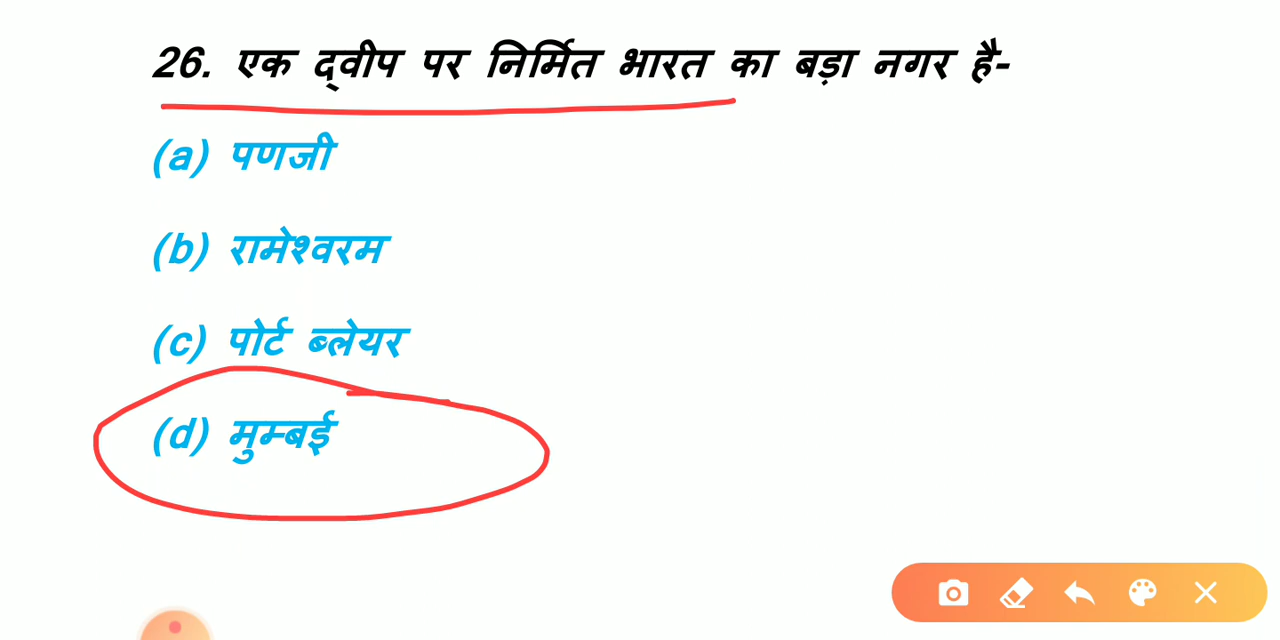 26. एक द्वीप पर निर्मित भारत का बड़ा नगर है-
(a) पणजी
(b) रामेश्वरम
(c) पोर्ट ब्लेयर
(d) मुम्बई